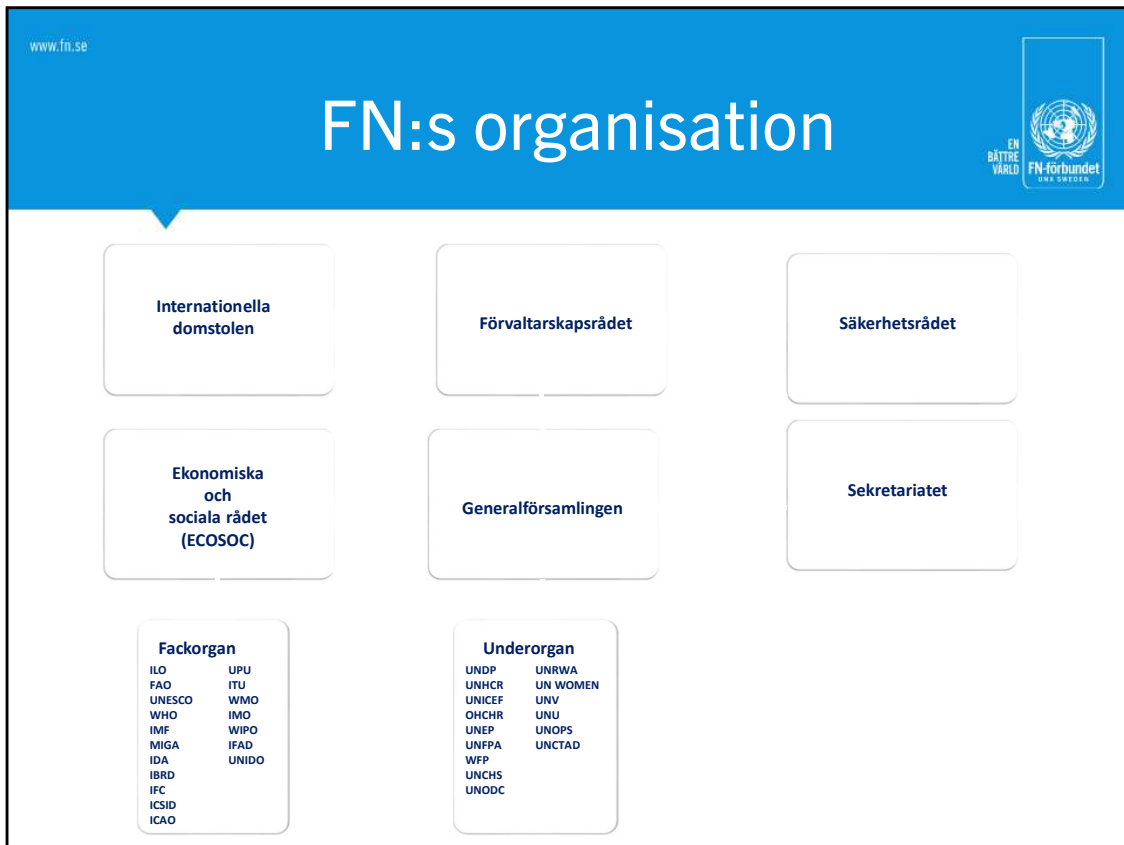 www.fn.se
FN:s organisation
EN
BÄTTRE
VÄRLD
FN-förbundet
UNA SWEDEN
Internationella
domstolen
Förvaltarskapsrådet
Säkerhetsrådet
Ekonomiska
och
sociala rådet
(ECOSOC)
Generalförsamlingen
Sekretariatet
Fackorgan
ILO
FAO
UNESCO
WHO
IMF
MIGA
IDA
IBRD
IFC
ICSID
ICAO
UPU
ITU
WMO
IMO
WIPO
IFAD
UNIDO
Underorgan
UNDP
UNHCR
UNICEF
OHCHR
UNEP
UNFPA
WFP
UNCHS
UNODC
UNRWA
UN WOMEN
UNV
UNU
UNOPS
UNCTAD